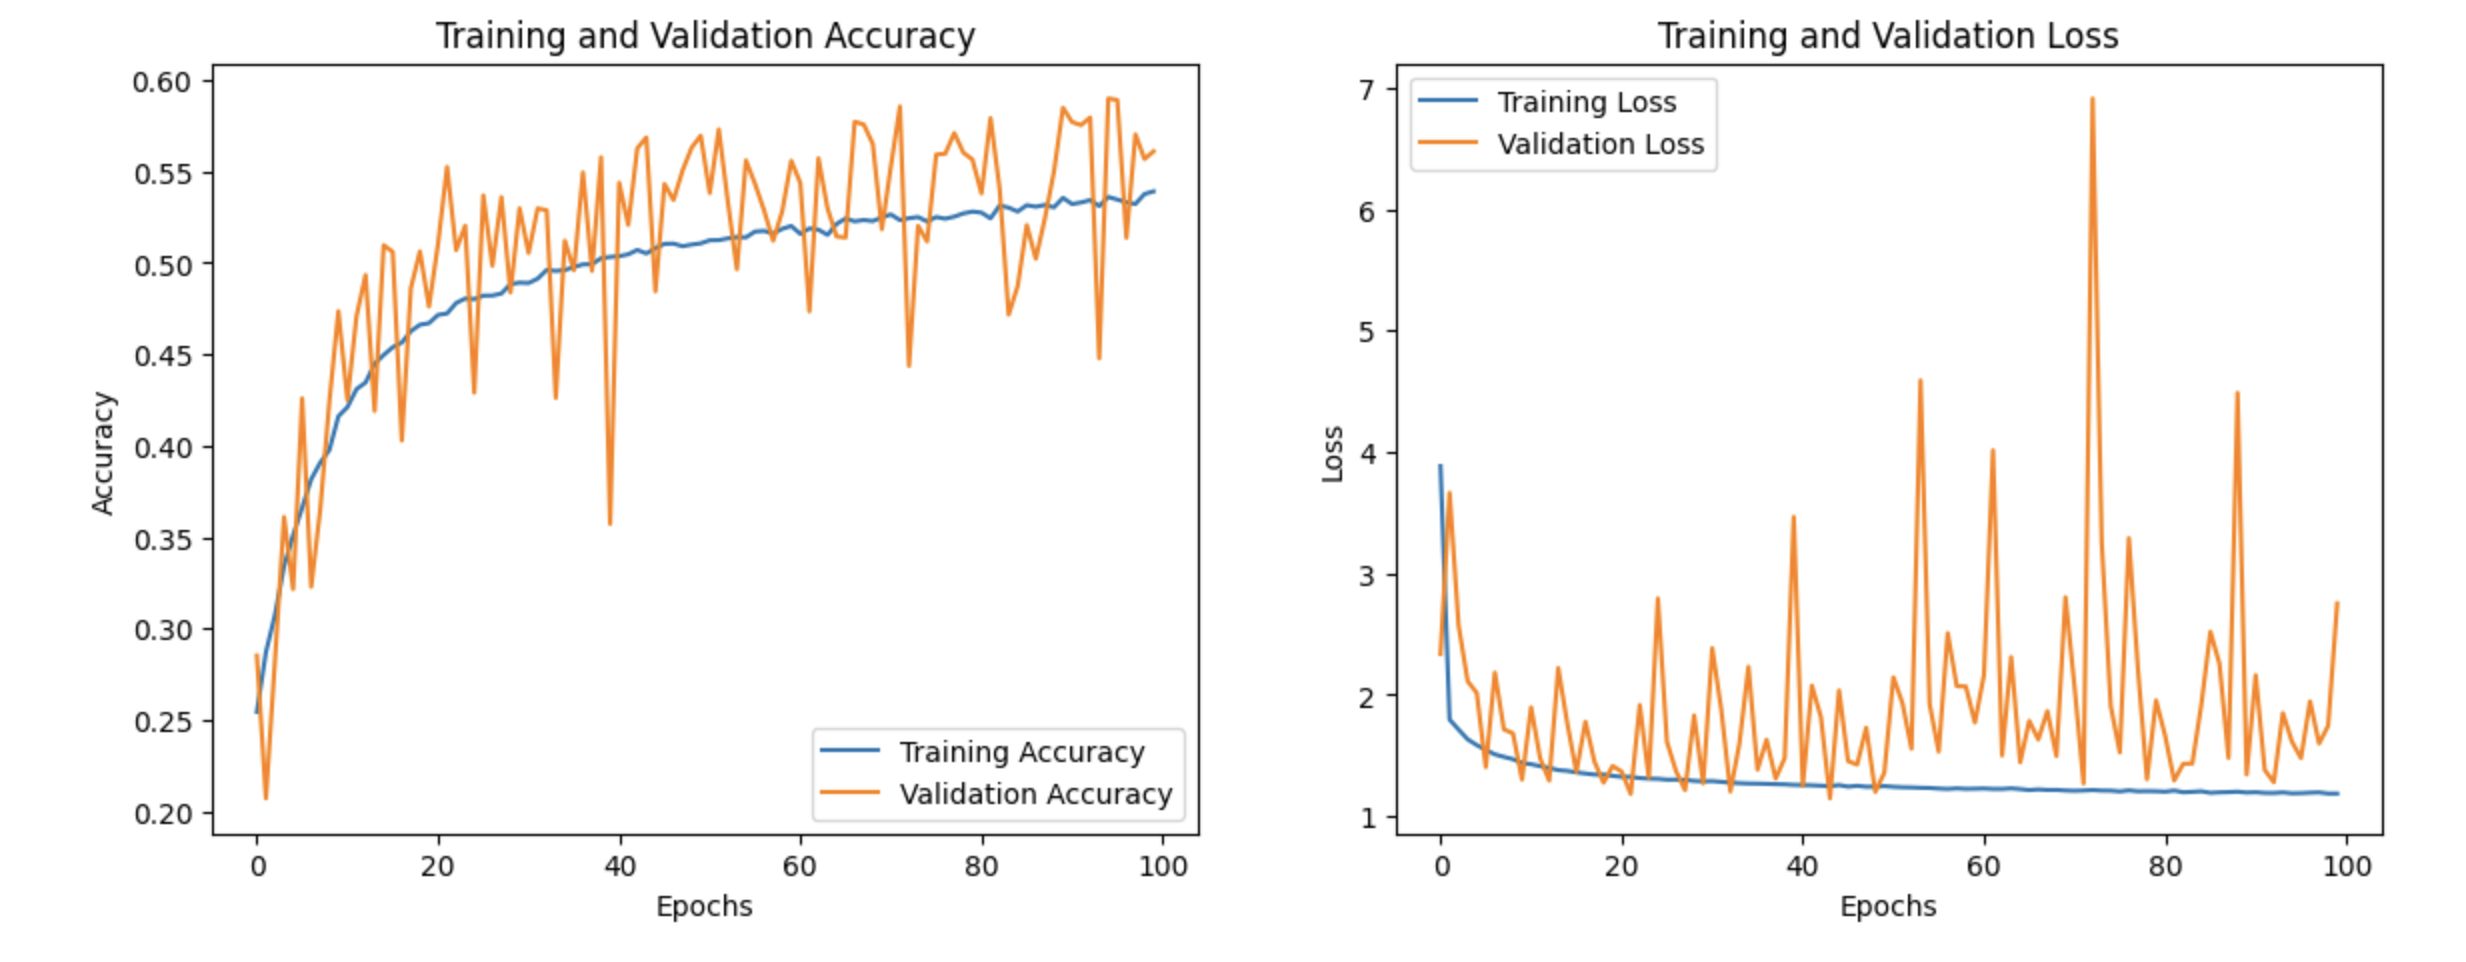 Training and Validation Accuracy
Accuracy
0.60
0.55
0.50
0.45
0.40
0.35
0.30
0.25
0.20
Training Accuracy
Validation Accuracy
0 20 40 60 80 100
Epochs
Training and Validation Loss
Loss
7
6
5
4
3
2
1
Training Loss
Validation Loss
0 20 40 60 80 100
Epochs